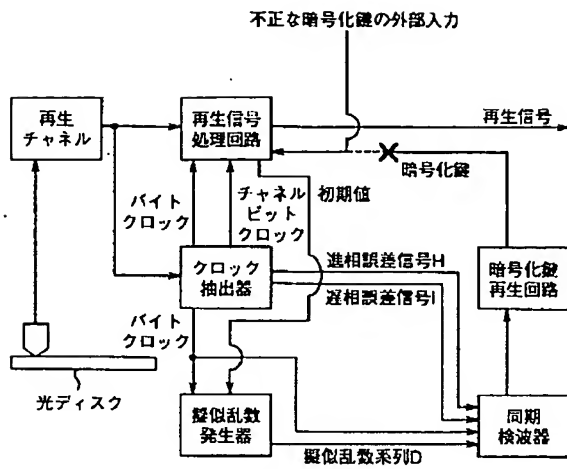 不正な暗号化鍵の外部入力
再生
チャネル
再生信号
処理回路
再生信号
暗号化鍵
バイト
クロック
チャネル
ビット
クロック
初期値
クロック
抽出器
進相誤差信号H
遅相誤差信号I
暗号化鍵
再生回路
バイト
クロック
光ディスク
擬似乱数
発生器
擬似乱数系列D
同期
検波器